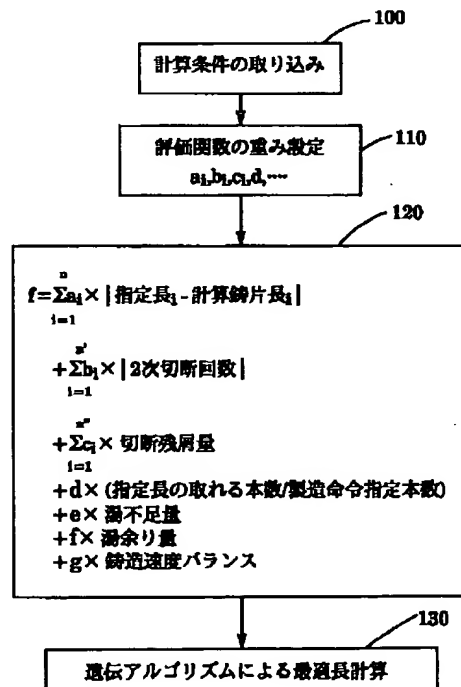 100
計算条件の取り込み
110
評価関数の重み設定
ai,bi,ci,d,····
120
n
f=Σai×|指定長i-計算鋳片長i|
i=1
n'
+Σbi×|2次切断回数|
i=1
n''
+Σci×切断残屑量
i=1
+d×(指定長の取れる本数/製造命令指定本数)
+e×湯不足量
+f×湯余り量
+g×鋳造速度バランス
130
遺伝アルゴリズムによる最適長計算